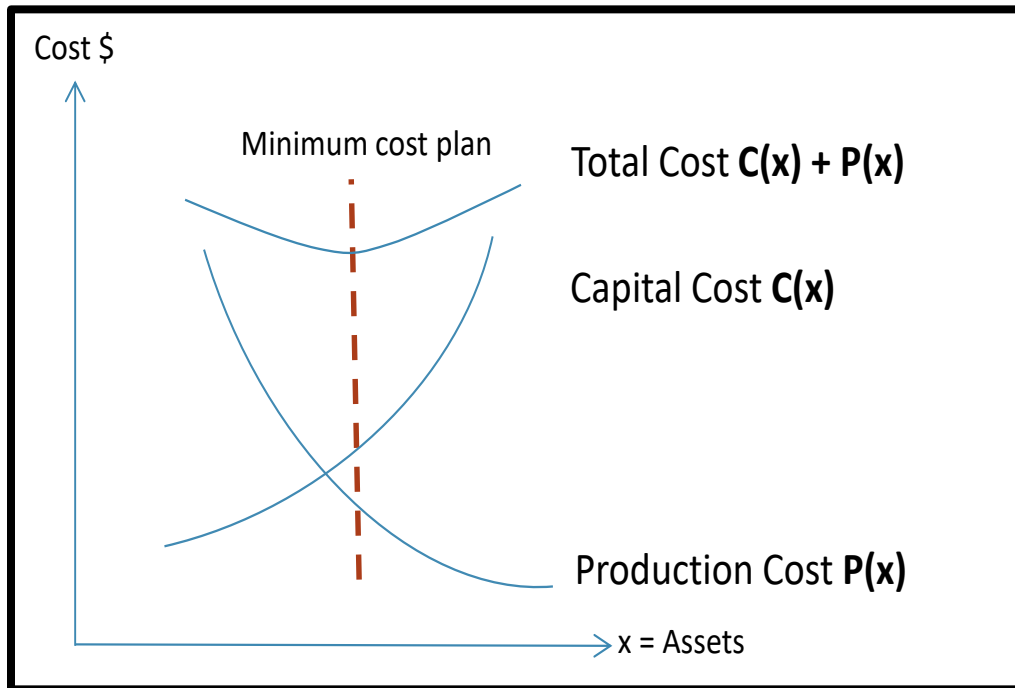 Cost $
Minimum cost plan
Total Cost C(x) + P(x)
Capital Cost C(x)
Production Cost P(x)
x = Assets